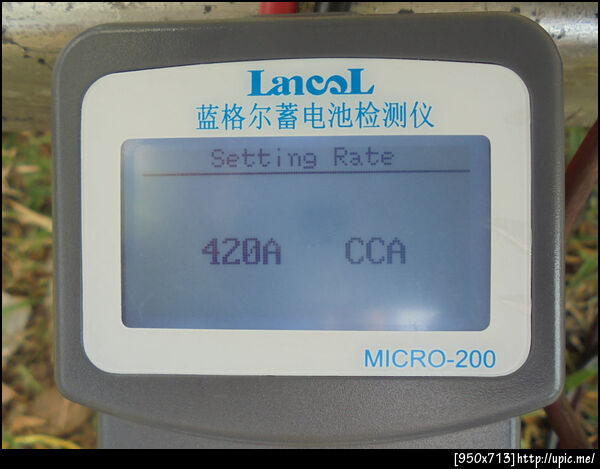 LancoL
蓝格尔蓄电池检测仪
Setting Rate
420A CCA
MICRO-200
[950x713]http://upic.me/